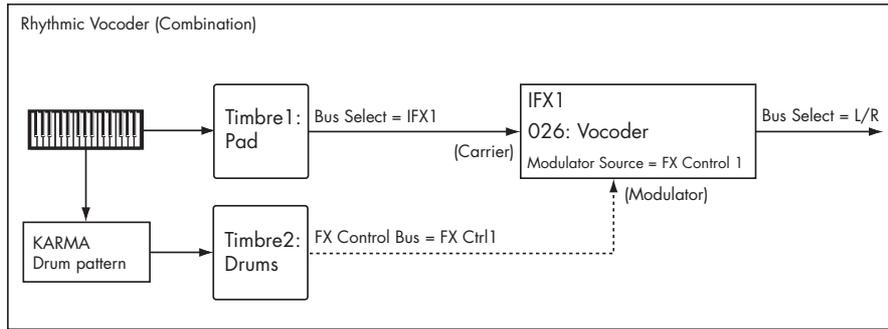 Rhythmic Vocoder (Combination)
Timbre1:
Pad
Bus Select = IFX1
(Carrier)
IFX1
026: Vocoder
Modulator Source = FX Control 1
Bus Select = L/R
(Modulator)
KARMA
Drum pattern
Timbre2:
Drums
FX Control Bus = FX Ctrl1